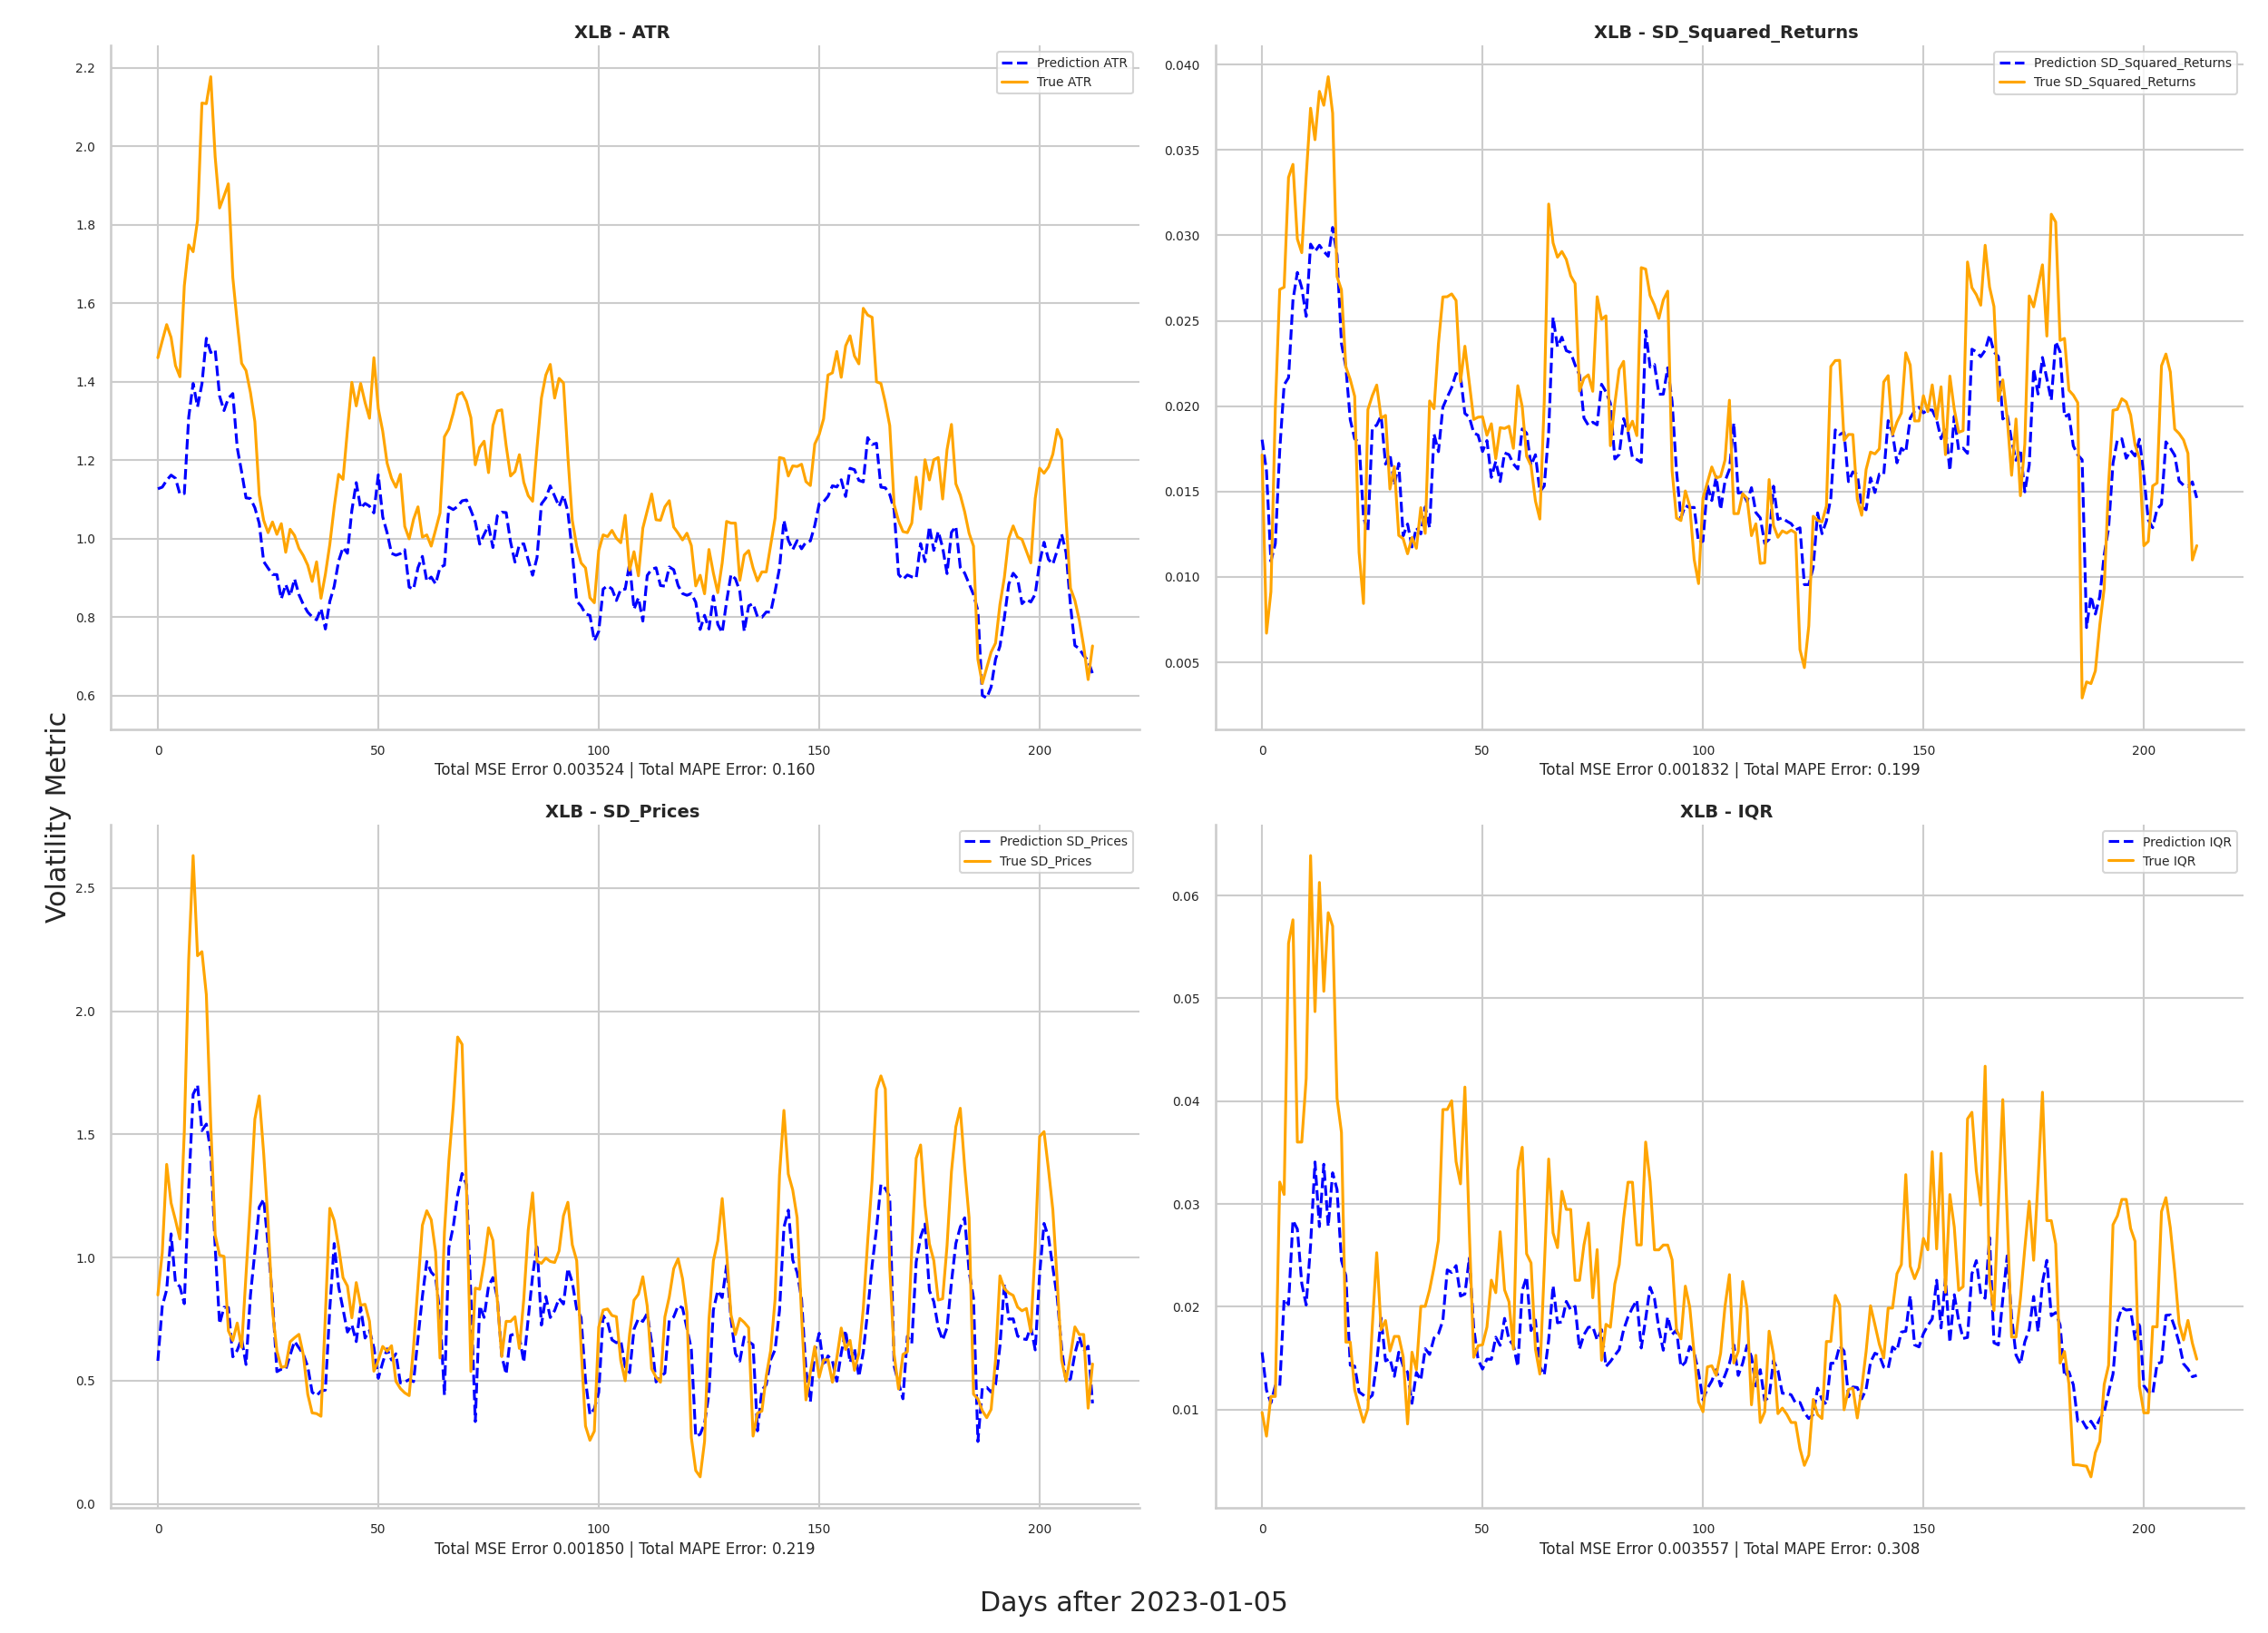 XLB - ATR
Prediction ATR
True ATR
2.2
2.0
1.8
1.6
1.4
1.2
1.0
0.8
0.6
0
50
100
150
200
Total MSE Error 0.003524 | Total MAPE Error: 0.160
XLB - SD_Squared_Returns
Prediction SD_Squared_Returns
True SD_Squared_Returns
0.040
0.035
0.030
0.025
0.020
0.015
0.010
0.005
0
50
100
150
200
Total MSE Error 0.001832 | Total MAPE Error: 0.199
Volatility Metric
XLB - SD_Prices
Prediction SD_Prices
True SD_Prices
2.5
2.0
1.5
1.0
0.5
0.0
0
50
100
150
200
Total MSE Error 0.001850 | Total MAPE Error: 0.219
XLB - IQR
Prediction IQR
True IQR
0.06
0.05
0.04
0.03
0.02
0.01
0
50
100
150
200
Total MSE Error 0.003557 | Total MAPE Error: 0.308
Days after 2023-01-05